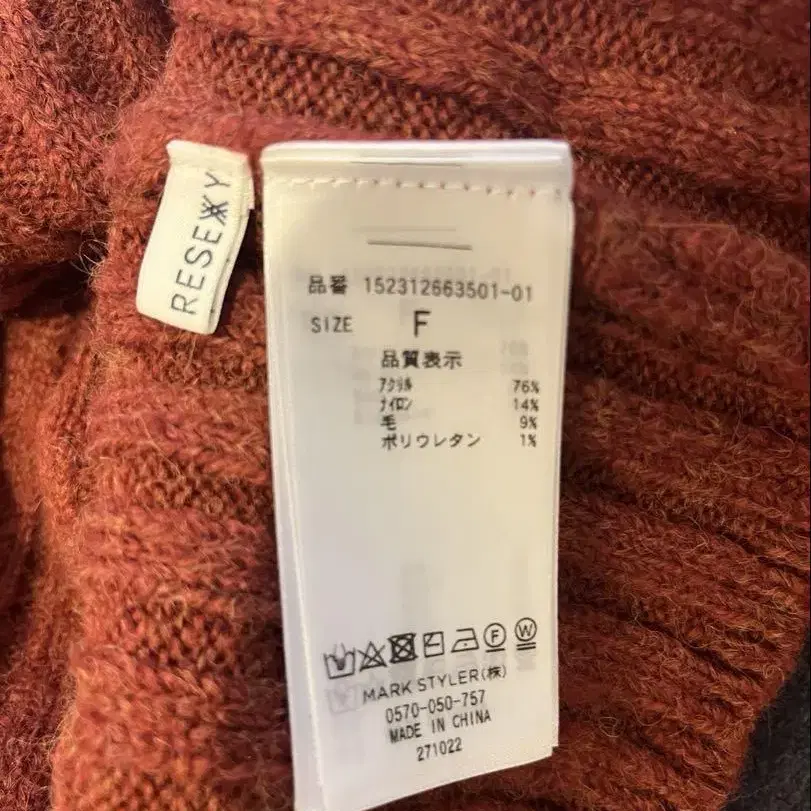 RESEXXY
品番 152312663501-01
SIZE F
品質表示
アクリル 76%
ナイロン 14%
毛 9%
ポリウレタン 1%
F W
MARK STYLER(株)
0570-050-757
MADE IN CHINA
271022